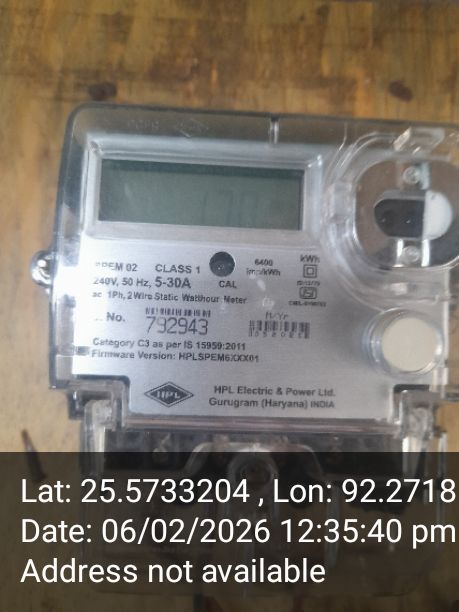 PEM 02 CLASS 1 6400 kWh
240V, 50 Hz, 5-30A CAL imp/kWh
ac 1Ph, 2 Wire Static Watthour Meter
No. 792943 M/Yr
Category C3 as per IS 15959:2011
Firmware Version: HPLSPEM6XXX01
HPL HPL Electric & Power Ltd.
Gurugram (Haryana) INDIA
Lat: 25.5733204 , Lon: 92.2718
Date: 06/02/2026 12:35:40 pm
Address not available